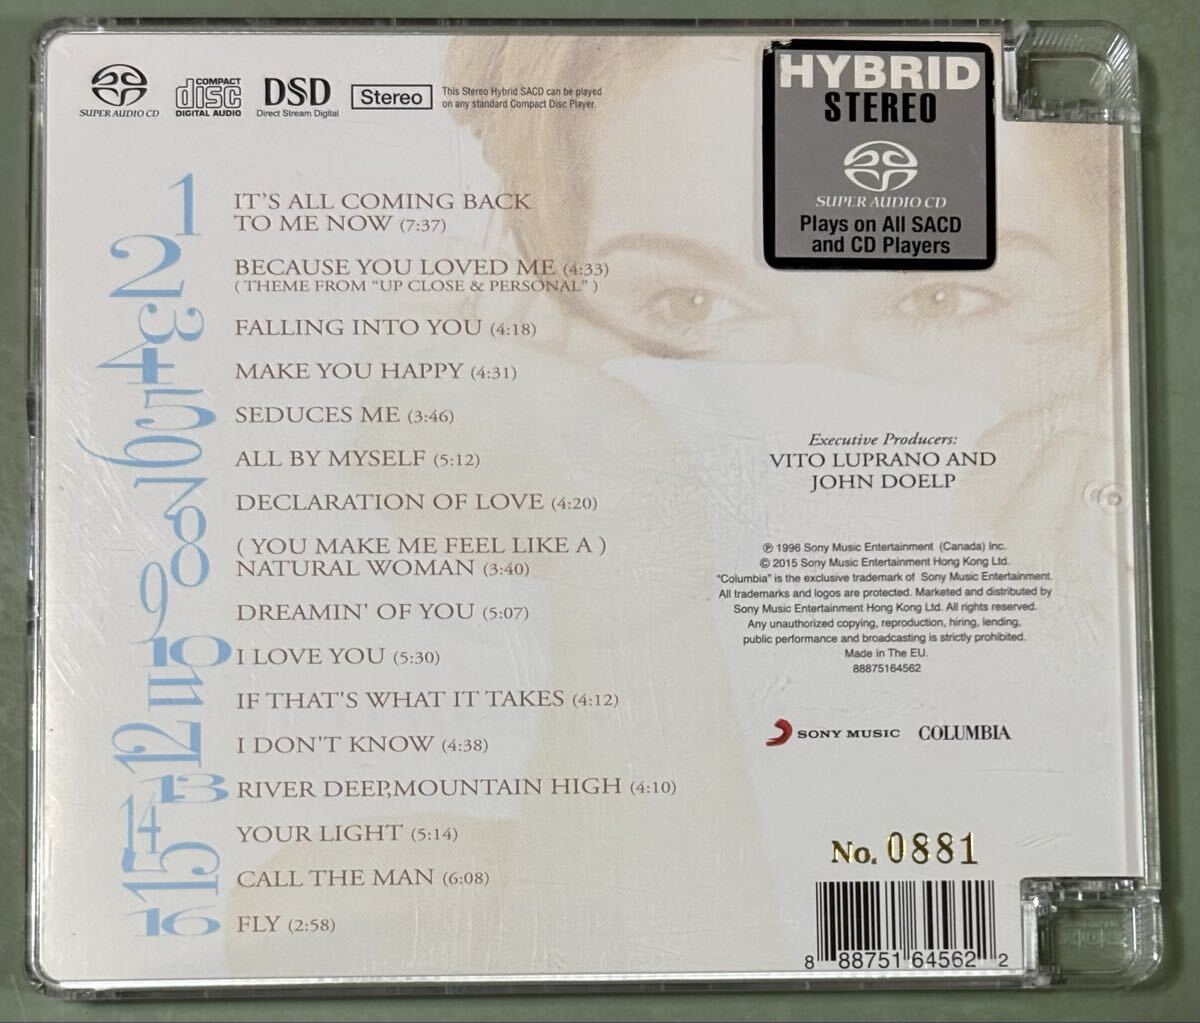 SUPER AUDIO CD
COMPACT
disc
DIGITAL AUDIO
DSD
Direct Stream Digital
Stereo
This Stereo Hybrid SACD can be played
on any standard Compact Disc Player.
HYBRID
STEREO
SUPER AUDIO CD
Plays on All SACD
and CD Players
1 IT'S ALL COMING BACK
TO ME NOW (7:37)
2 BECAUSE YOU LOVED ME (4:33)
( THEME FROM "UP CLOSE & PERSONAL" )
3 FALLING INTO YOU (4:18)
4 MAKE YOU HAPPY (4:31)
5 SEDUCES ME (3:46)
6 ALL BY MYSELF (5:12)
7 DECLARATION OF LOVE (4:20)
8 ( YOU MAKE ME FEEL LIKE A )
NATURAL WOMAN (3:40)
9 DREAMIN' OF YOU (5:07)
10 I LOVE YOU (5:30)
11 IF THAT'S WHAT IT TAKES (4:12)
12 I DON'T KNOW (4:38)
13 RIVER DEEP,MOUNTAIN HIGH (4:10)
14 YOUR LIGHT (5:14)
15 CALL THE MAN (6:08)
16 FLY (2:58)
Executive Producers:
VITO LUPRANO AND
JOHN DOELP
℗ 1996 Sony Music Entertainment (Canada) Inc.
© 2015 Sony Music Entertainment Hong Kong Ltd.
"Columbia" is the exclusive trademark of Sony Music Entertainment.
All trademarks and logos are protected. Marketed and distributed by
Sony Music Entertainment Hong Kong Ltd. All rights reserved.
Any unauthorized copying, reproduction, hiring, lending,
public performance and broadcasting is strictly prohibited.
Made in The EU.
88875164562
SONY MUSIC
COLUMBIA
No. 0881
8 88751 64562 2